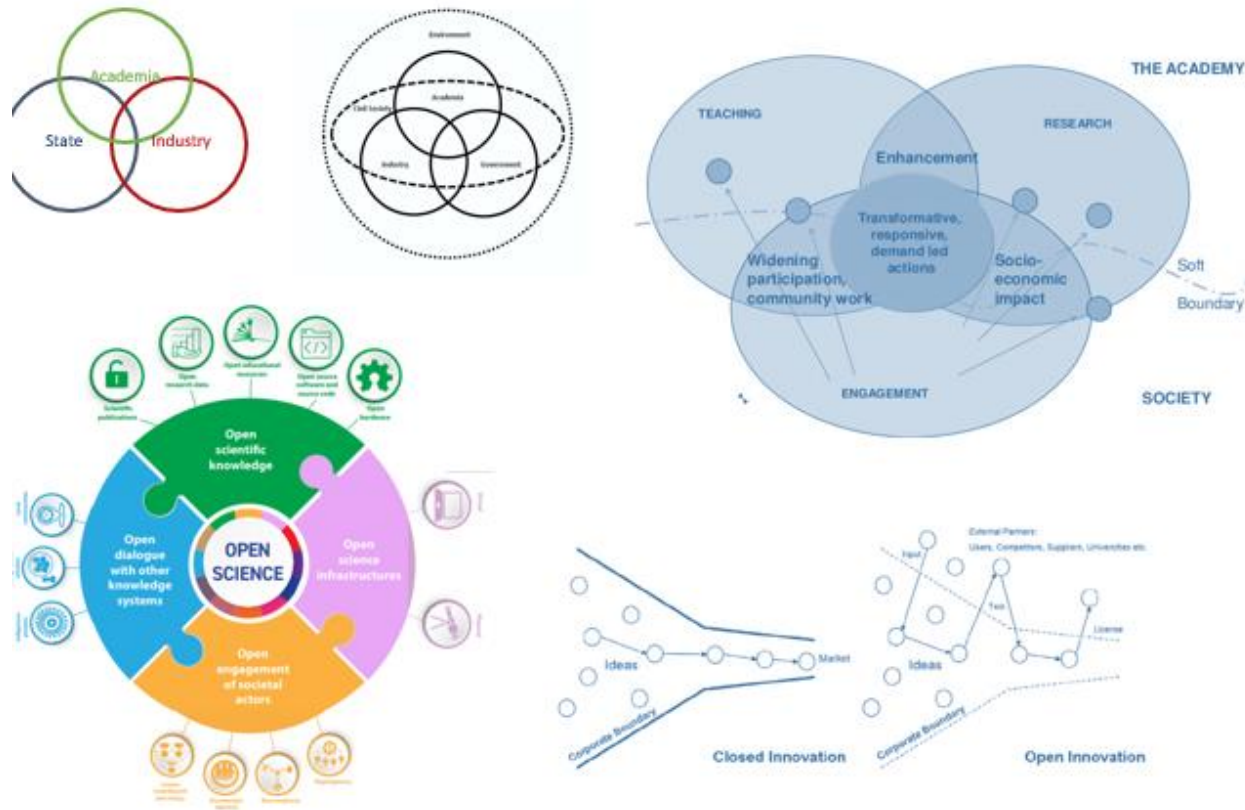 Academia
State
Industry
Environment
Civil Society
Academia
Industry
Government
THE ACADEMY
TEACHING
RESEARCH
Enhancement
Transformative,
responsive,
demand led
actions
Widening
participation,
community work
Socio-
economic
impact
Soft
Boundary
ENGAGEMENT
SOCIETY
Scientific
publications
Open
research data
Open educational
resources
Open source
software and
source code
Open
hardware
Open
scientific
knowledge
Open
dialogue
with other
knowledge
systems
OPEN
SCIENCE
Open
science
infrastructures
Open
engagement
of societal
actors
Ideas
Market
Corporate Boundary
Closed Innovation
External Partners:
Users, Competitors, Suppliers, Universities etc.
Input
License
Ideas
Corporate Boundary
Open Innovation